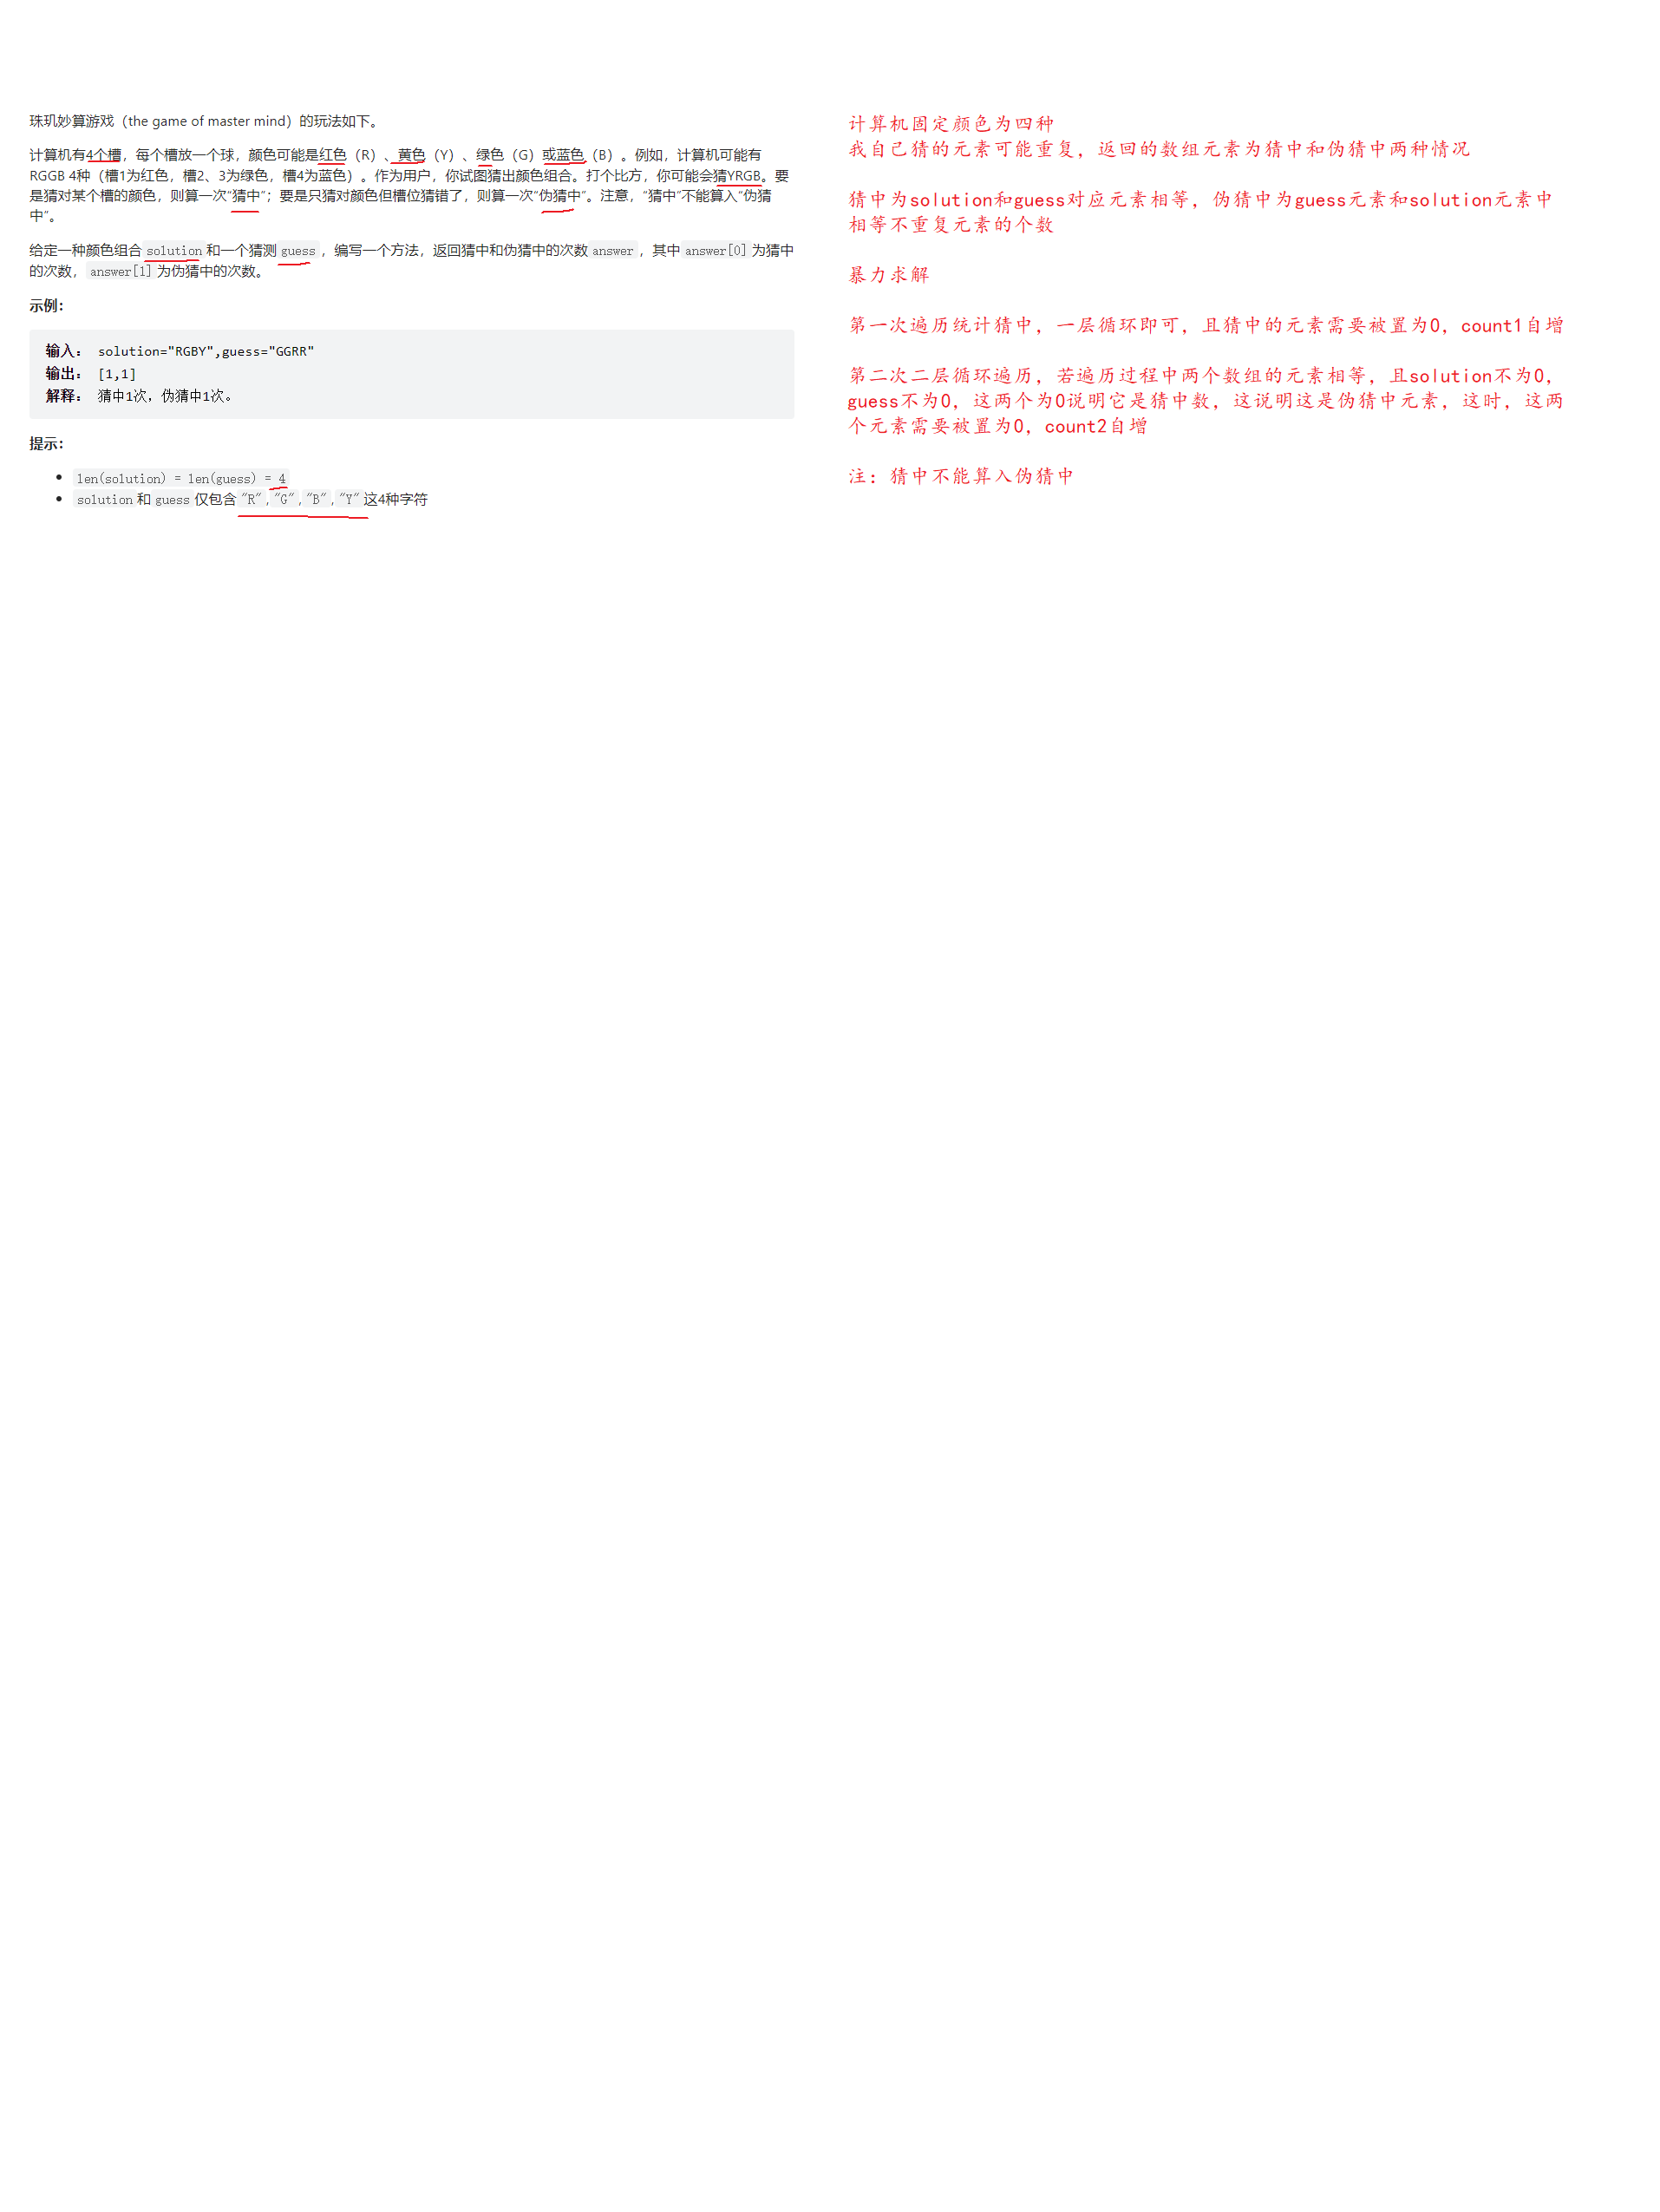 珠玑妙算游戏（the game of master mind）的玩法如下。
计算机有4个槽，每个槽放一个球，颜色可能是红色（R）、黄色（Y）、绿色（G）或蓝色（B）。例如，计算机可能有
RGGB 4种（槽1为红色，槽2、3为绿色，槽4为蓝色）。作为用户，你试图猜出颜色组合。打个比方，你可能会猜YRGB。要
是猜对某个槽的颜色，则算一次“猜中”；要是只猜对颜色但槽位猜错了，则算一次“伪猜中”。注意，“猜中”不能算入“伪猜
中”。
给定一种颜色组合 solution 和一个猜测 guess ，编写一个方法，返回猜中和伪猜中的次数 answer ，其中 answer[0] 为猜中
的次数， answer[1] 为伪猜中的次数。
示例：
输入： solution="RGBY",guess="GGRR"
输出： [1,1]
解释： 猜中1次，伪猜中1次。
提示：
• len(solution) = len(guess) = 4
• solution 和 guess 仅包含 "R" , "G" , "B" , "Y" 这4种字符
计算机固定颜色为四种
我自己猜的元素可能重复，返回的数组元素为猜中和伪猜中两种情况
猜中为solution和guess对应元素相等，伪猜中为guess元素和solution元素中
相等不重复元素的个数
暴力求解
第一次遍历统计猜中，一层循环即可，且猜中的元素需要被置为0，count1自增
第二次二层循环遍历，若遍历过程中两个数组的元素相等，且solution不为0，
guess不为0，这两个为0说明它是猜中数，这说明这是伪猜中元素，这时，这两
个元素需要被置为0，count2自增
注：猜中不能算入伪猜中